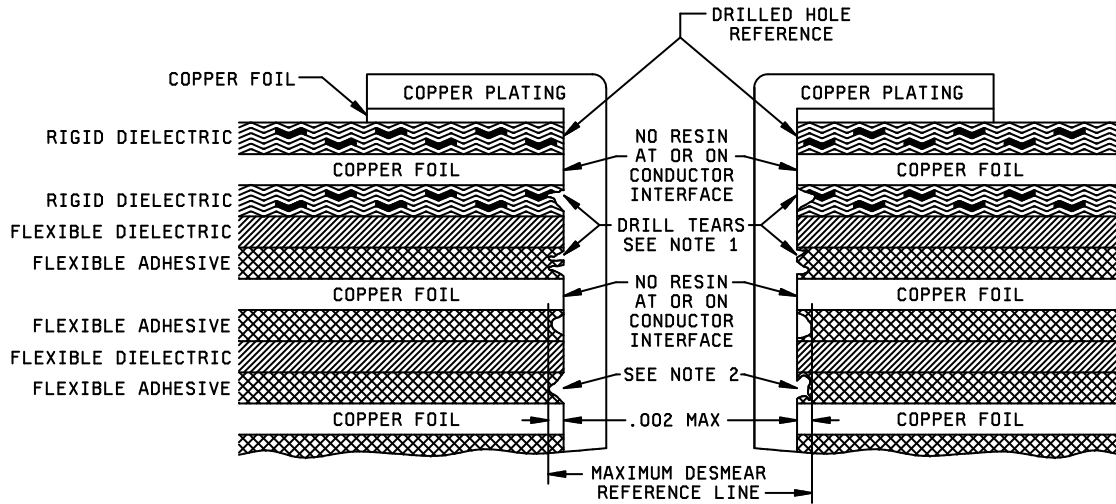 DRILLED HOLE
REFERENCE
COPPER FOIL
COPPER PLATING
COPPER PLATING
RIGID DIELECTRIC
NO RESIN
AT OR ON
CONDUCTOR
INTERFACE
COPPER FOIL
COPPER FOIL
RIGID DIELECTRIC
FLEXIBLE DIELECTRIC
DRILL TEARS
SEE NOTE 1
FLEXIBLE ADHESIVE
COPPER FOIL
NO RESIN
AT OR ON
CONDUCTOR
INTERFACE
COPPER FOIL
FLEXIBLE ADHESIVE
FLEXIBLE DIELECTRIC
FLEXIBLE ADHESIVE
SEE NOTE 2
COPPER FOIL
.002 MAX
COPPER FOIL
MAXIMUM DESMEAR
REFERENCE LINE